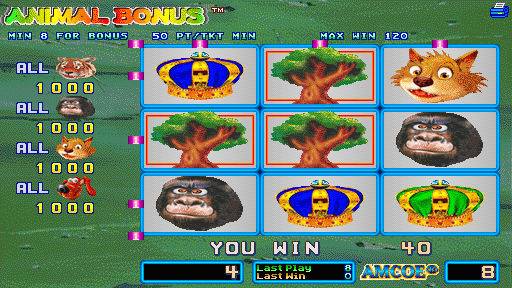 ANIMAL BONUS™
MIN 8 FOR BONUS 50 PT/TKT MIN MAX WIN 120
ALL
1000
ALL
1000
ALL
1000
ALL
1000
YOU WIN 40
4
Last Play 8
Last Win 0
AMCOE
8